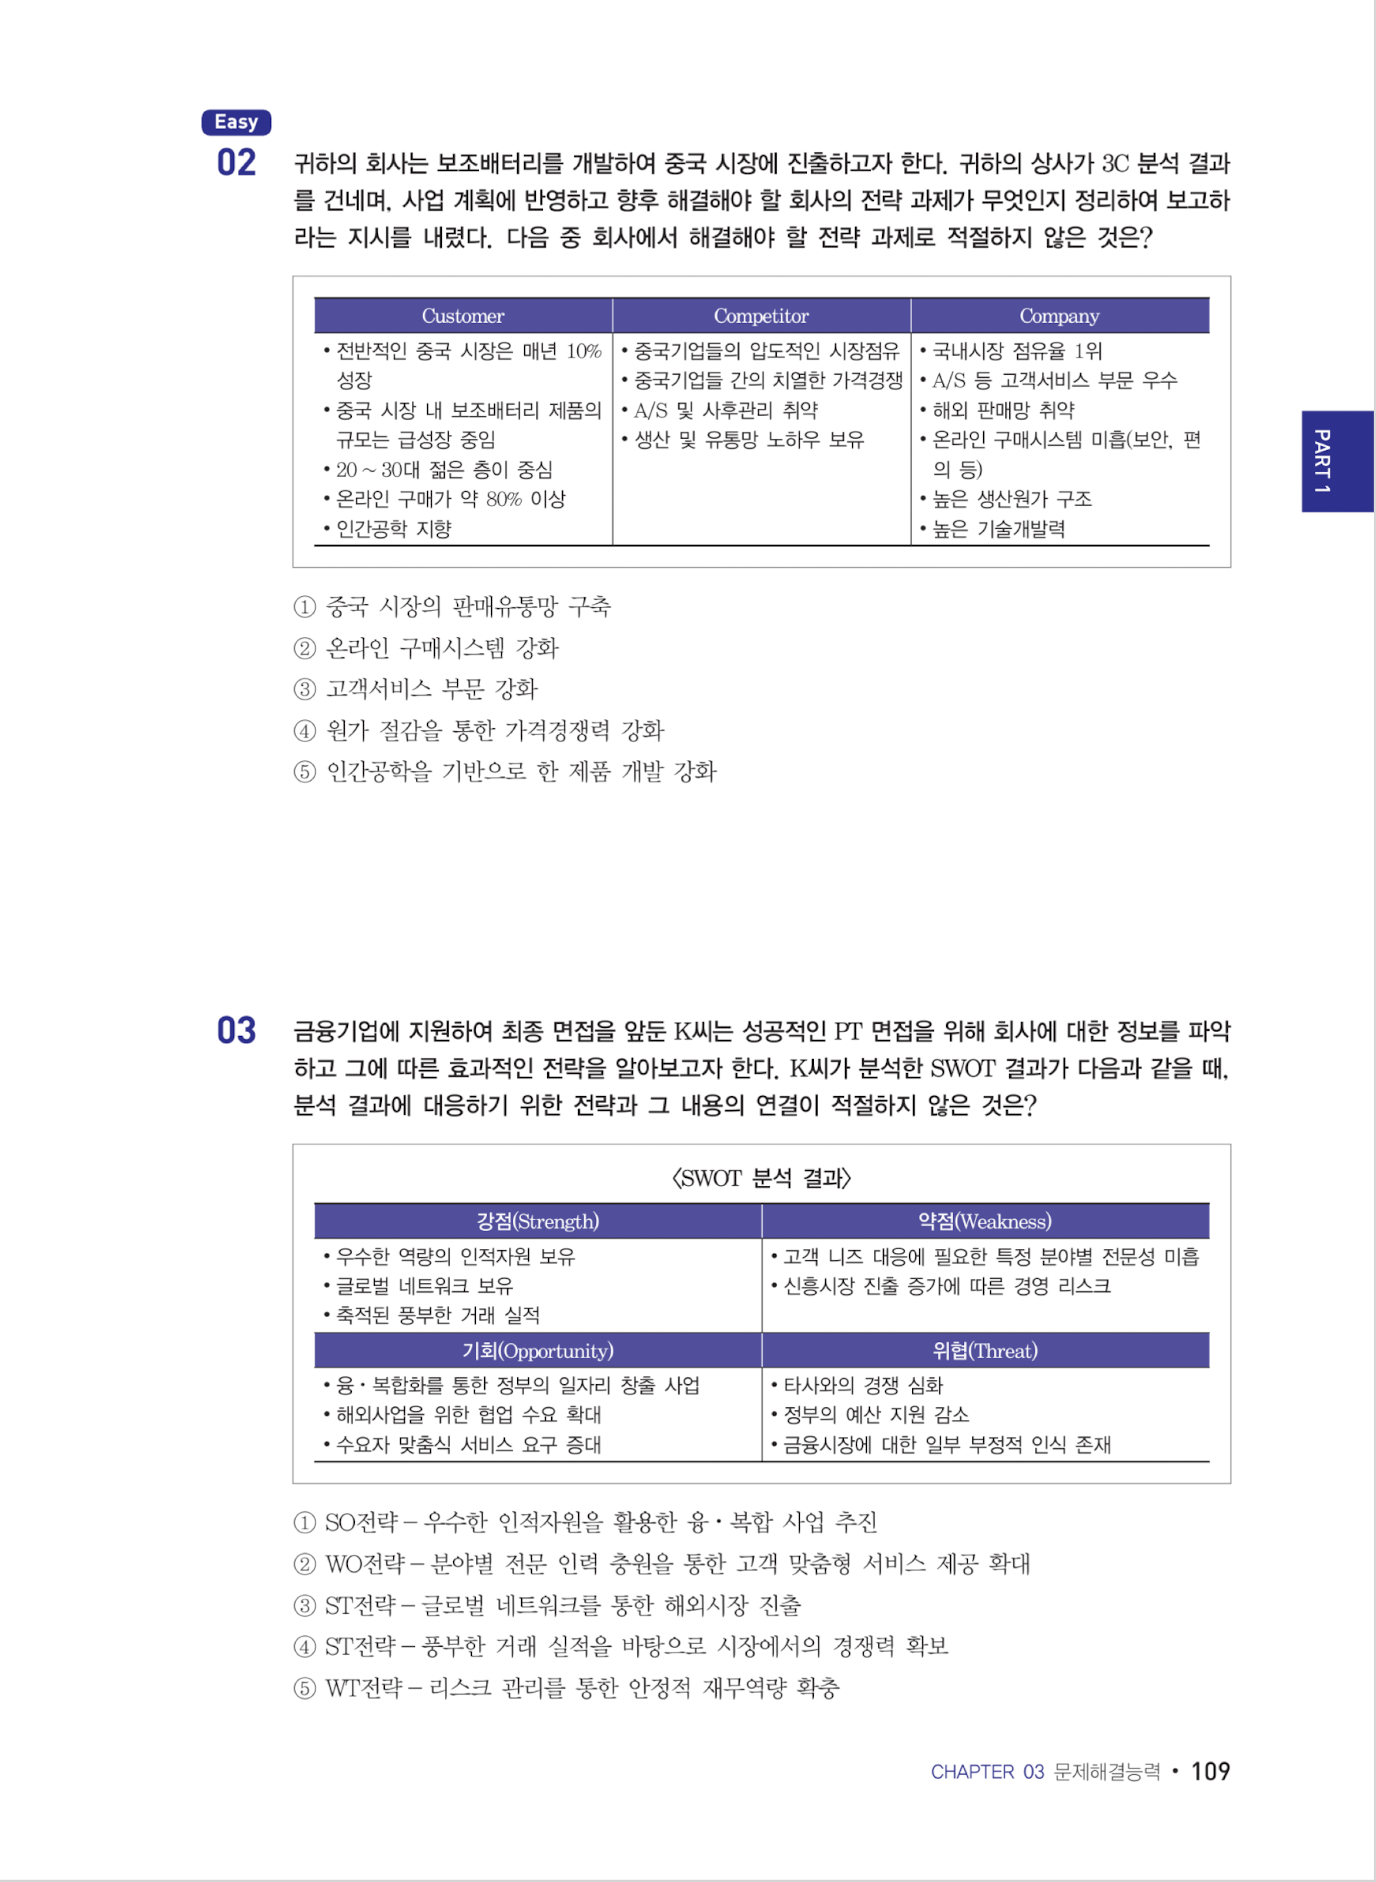 Easy
02
귀하의 회사는 보조배터리를 개발하여 중국 시장에 진출하고자 한다. 귀하의 상사가 3C 분석 결과
를 건네며, 사업 계획에 반영하고 향후 해결해야 할 회사의 전략 과제가 무엇인지 정리하여 보고하
라는 지시를 내렸다. 다음 중 회사에서 해결해야 할 전략 과제로 적절하지 않은 것은?
Customer
• 전반적인 중국 시장은 매년 10%
성장
• 중국 시장 내 보조배터리 제품의
규모는 급성장 중임
• 20 ~ 30대 젊은 층이 중심
• 온라인 구매가 약 80% 이상
• 인간공학 지향
Competitor
• 중국기업들의 압도적인 시장점유
• 중국기업들 간의 치열한 가격경쟁
• A/S 및 사후관리 취약
• 생산 및 유통망 노하우 보유
Company
• 국내시장 점유율 1위
• A/S 등 고객서비스 부문 우수
• 해외 판매망 취약
• 온라인 구매시스템 미흡(보안, 편
의 등)
• 높은 생산원가 구조
• 높은 기술개발력
① 중국 시장의 판매유통망 구축
② 온라인 구매시스템 강화
③ 고객서비스 부문 강화
④ 원가 절감을 통한 가격경쟁력 강화
⑤ 인간공학을 기반으로 한 제품 개발 강화
PART 1
03
금융기업에 지원하여 최종 면접을 앞둔 K씨는 성공적인 PT 면접을 위해 회사에 대한 정보를 파악
하고 그에 따른 효과적인 전략을 알아보고자 한다. K씨가 분석한 SWOT 결과가 다음과 같을 때,
분석 결과에 대응하기 위한 전략과 그 내용의 연결이 적절하지 않은 것은?
〈SWOT 분석 결과〉
강점(Strength)
• 우수한 역량의 인적자원 보유
• 글로벌 네트워크 보유
• 축적된 풍부한 거래 실적
약점(Weakness)
• 고객 니즈 대응에 필요한 특정 분야별 전문성 미흡
• 신흥시장 진출 증가에 따른 경영 리스크
기회(Opportunity)
• 융·복합화를 통한 정부의 일자리 창출 사업
• 해외사업을 위한 협업 수요 확대
• 수요자 맞춤식 서비스 요구 증대
위협(Threat)
• 타사와의 경쟁 심화
• 정부의 예산 지원 감소
• 금융시장에 대한 일부 부정적 인식 존재
① SO전략 – 우수한 인적자원을 활용한 융·복합 사업 추진
② WO전략 – 분야별 전문 인력 충원을 통한 고객 맞춤형 서비스 제공 확대
③ ST전략 – 글로벌 네트워크를 통한 해외시장 진출
④ ST전략 – 풍부한 거래 실적을 바탕으로 시장에서의 경쟁력 확보
⑤ WT전략 – 리스크 관리를 통한 안정적 재무역량 확충
CHAPTER 03 문제해결능력 • 109